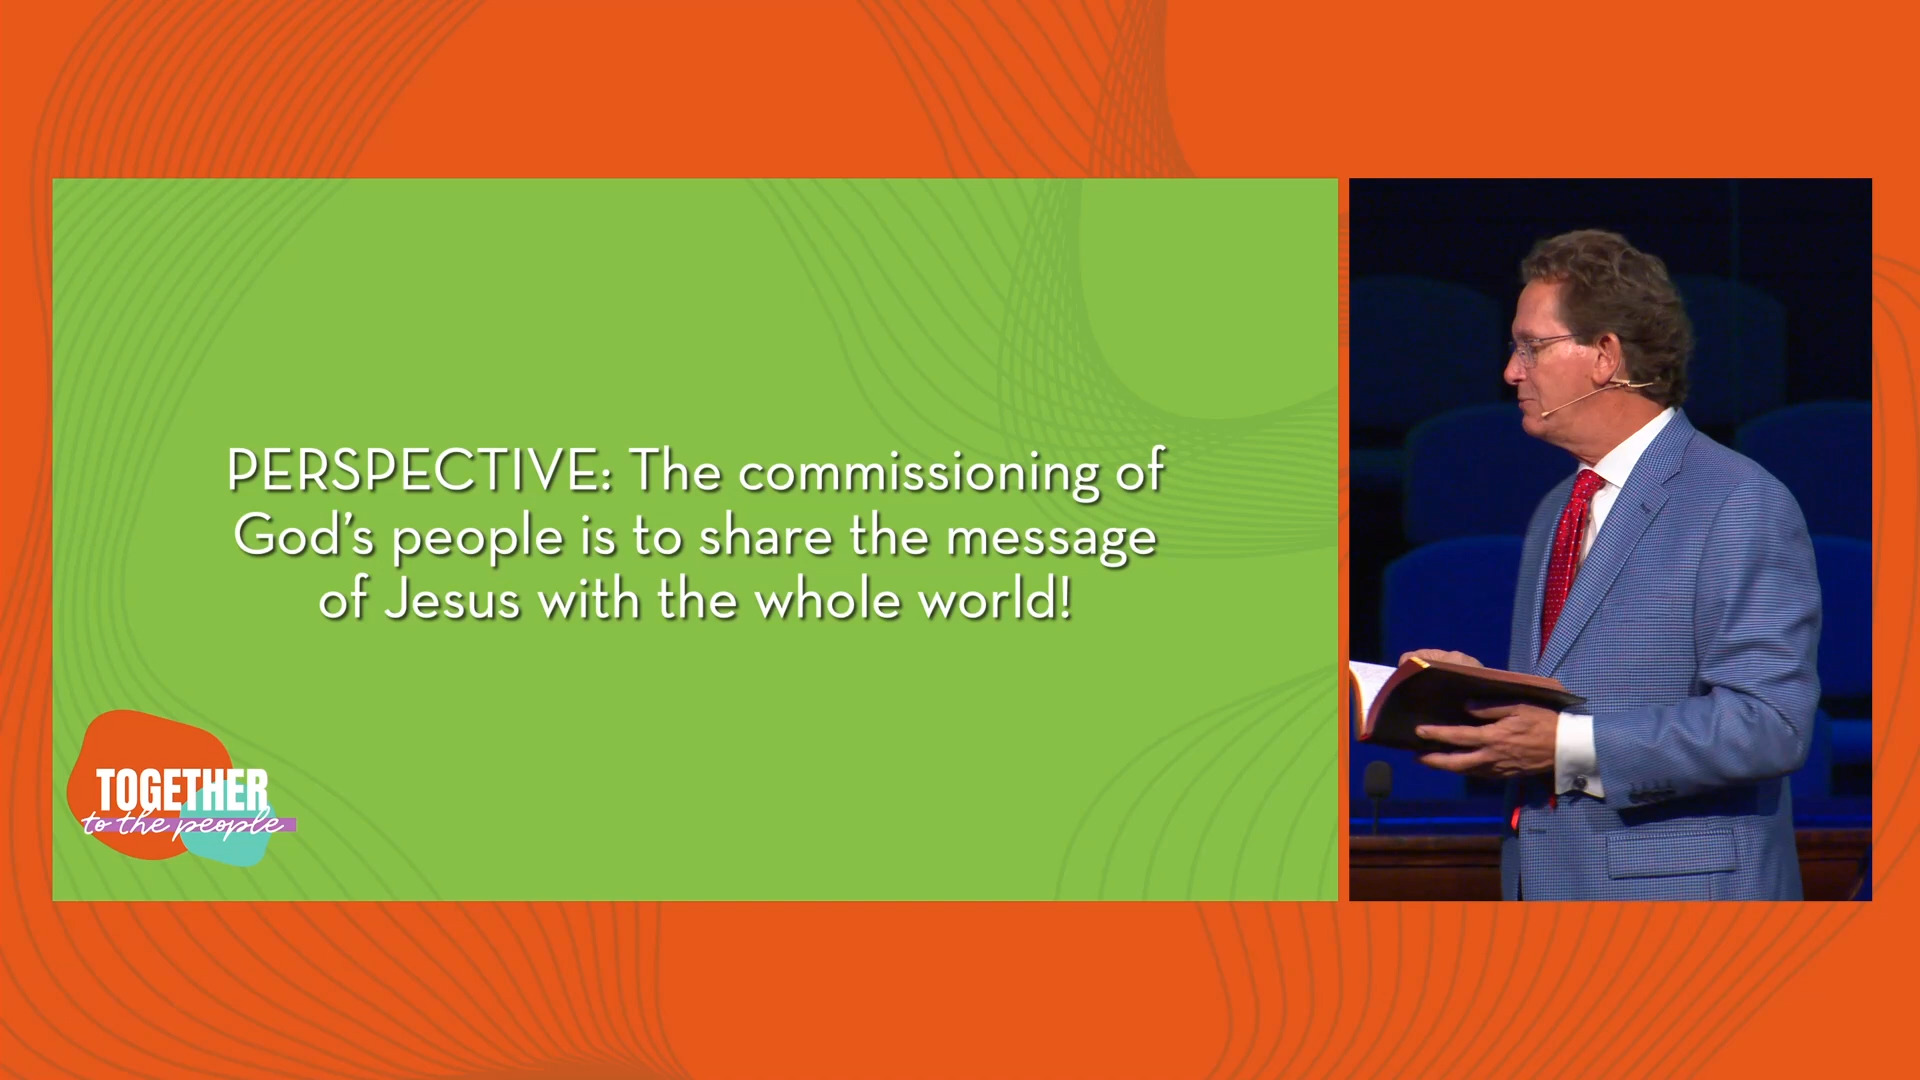 PERSPECTIVE: The commissioning of
God’s people is to share the message
of Jesus with the whole world!
TOGETHER
to the people